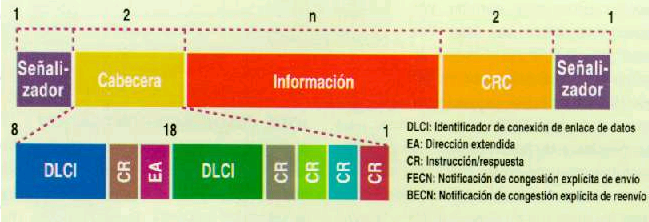 1 2 n 2 1
Señali-
zador
Cabecera
Información
CRC
Señali-
zador
8 18 1
DLCI CR EA DLCI CR CR CR CR
DLCI: Identificador de conexión de enlace de datos
EA: Dirección extendida
CR: Instrucción/respuesta
FECN: Notificación de congestión explícita de envío
BECN: Notificación de congestión explícita de reenvío